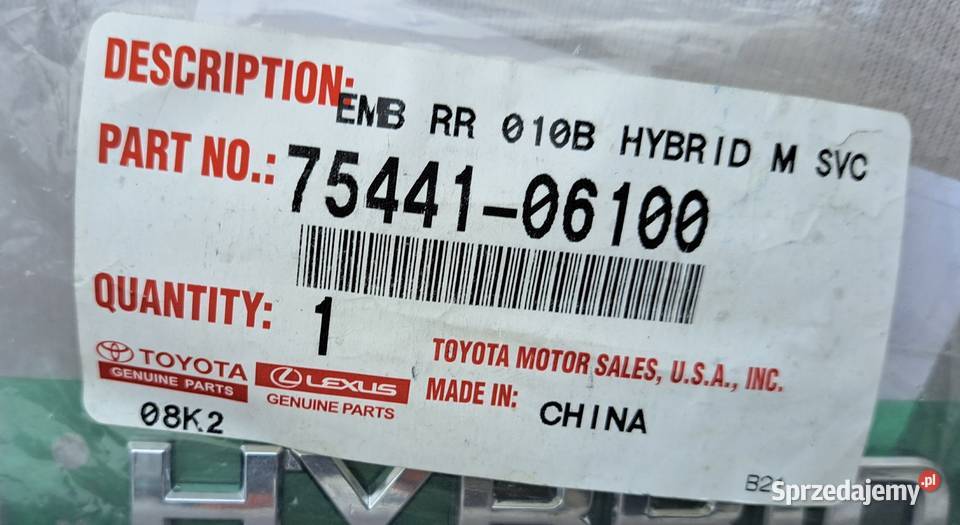 DESCRIPTION: EMB RR 010B HYBRID M SVC
PART NO.: 75441-06100
QUANTITY: 1
TOYOTA
GENUINE PARTS
LEXUS
GENUINE PARTS
TOYOTA MOTOR SALES, U.S.A., INC.
MADE IN: CHINA
08K2
HYBRID
Sprzedajemy.pl